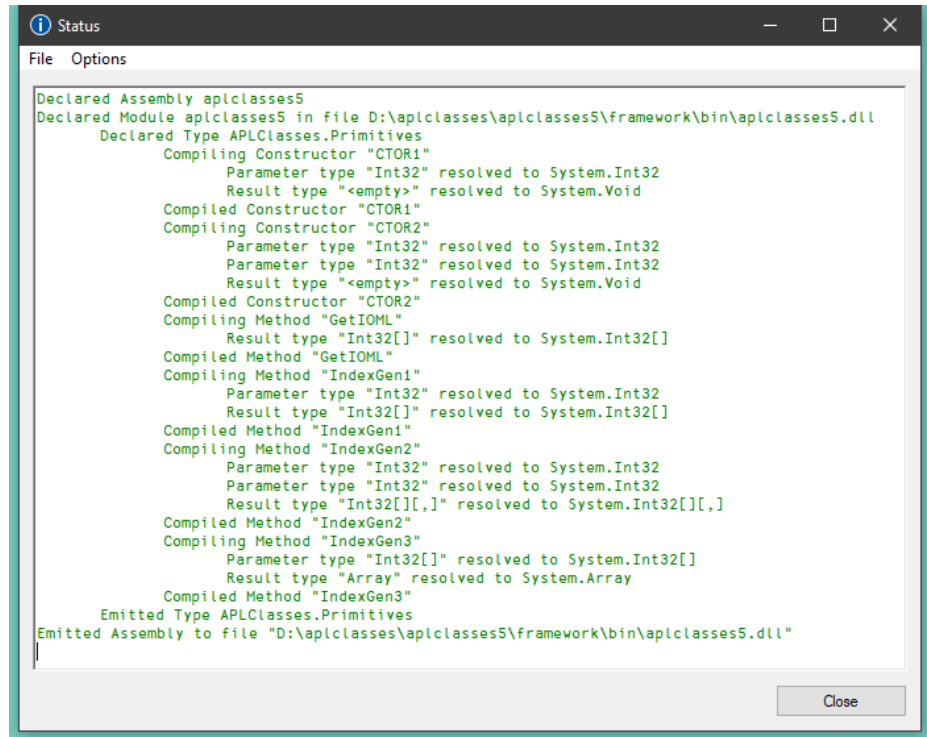 Status
File Options
Declared Assembly aplclasses5
Declared Module aplclasses5 in file D:\aplclasses\aplclasses5\framework\bin\aplclasses5.dll
Declared Type APLClasses.Primitives
Compiling Constructor "CTOR1"
Parameter type "Int32" resolved to System.Int32
Result type "<empty>" resolved to System.Void
Compiled Constructor "CTOR1"
Compiling Constructor "CTOR2"
Parameter type "Int32" resolved to System.Int32
Parameter type "Int32" resolved to System.Int32
Result type "<empty>" resolved to System.Void
Compiled Constructor "CTOR2"
Compiling Method "GetIOML"
Result type "Int32[]" resolved to System.Int32[]
Compiled Method "GetIOML"
Compiling Method "IndexGen1"
Parameter type "Int32" resolved to System.Int32
Result type "Int32[]" resolved to System.Int32[]
Compiled Method "IndexGen1"
Compiling Method "IndexGen2"
Parameter type "Int32" resolved to System.Int32
Parameter type "Int32" resolved to System.Int32
Result type "Int32[][,]" resolved to System.Int32[][,]
Compiled Method "IndexGen2"
Compiling Method "IndexGen3"
Parameter type "Int32[]" resolved to System.Int32[]
Result type "Array" resolved to System.Array
Compiled Method "IndexGen3"
Emitted Type APLClasses.Primitives
Emitted Assembly to file "D:\aplclasses\aplclasses5\framework\bin\aplclasses5.dll"
Close